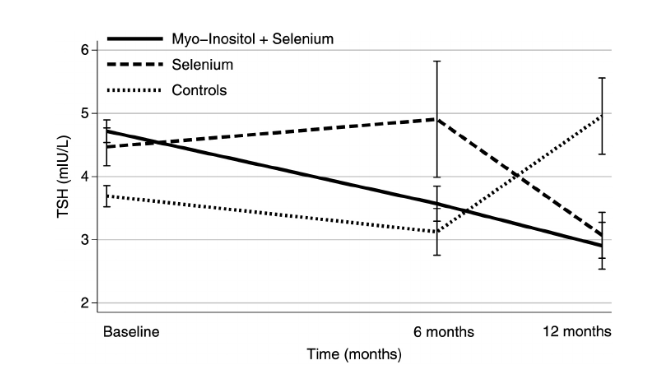 Myo–Inositol + Selenium
Selenium
Controls
TSH (mIU/L)
6
5
4
3
2
Baseline 6 months 12 months
Time (months)